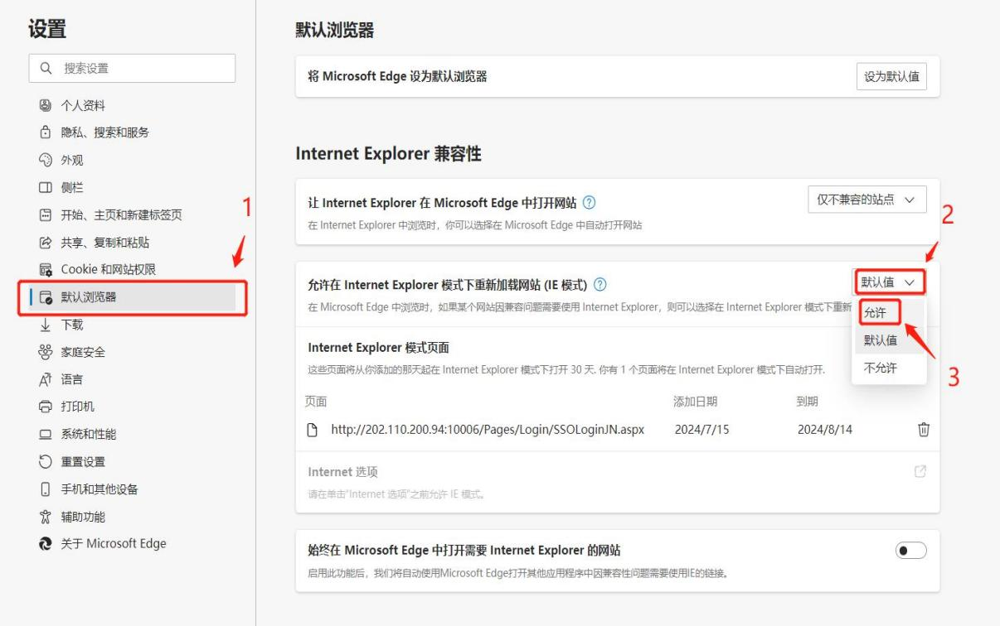 设置
搜索设置
个人资料
隐私、搜索和服务
外观
侧栏
开始、主页和新建标签页
共享、复制和粘贴
Cookie 和网站权限
默认浏览器
下载
家庭安全
语言
打印机
系统和性能
重置设置
手机和其他设备
辅助功能
关于 Microsoft Edge
1
默认浏览器
将 Microsoft Edge 设为默认浏览器
设为默认值
Internet Explorer 兼容性
让 Internet Explorer 在 Microsoft Edge 中打开网站
仅不兼容的站点
在 Internet Explorer 中浏览时，你可以选择在 Microsoft Edge 中自动打开网站
2
允许在 Internet Explorer 模式下重新加载网站 (IE 模式)
默认值
在 Microsoft Edge 中浏览时，如果某个网站因兼容问题需要使用 Internet Explorer，则可以选择在 Internet Explorer 模式下重新
允许
默认值
不允许
3
Internet Explorer 模式页面
这些页面将从你添加的那天起在 Internet Explorer 模式下打开 30 天. 你有 1 个页面将在 Internet Explorer 模式下自动打开.
页面 添加日期 到期
http://202.110.200.94:10006/Pages/Login/SSOLoginJN.aspx 2024/7/15 2024/8/14
Internet 选项
请在单击"Internet 选项"之前允许 IE 模式。
始终在 Microsoft Edge 中打开需要 Internet Explorer 的网站
启用此功能后，我们将自动使用Microsoft Edge打开其他应用程序中因兼容性问题需要使用IE的链接。